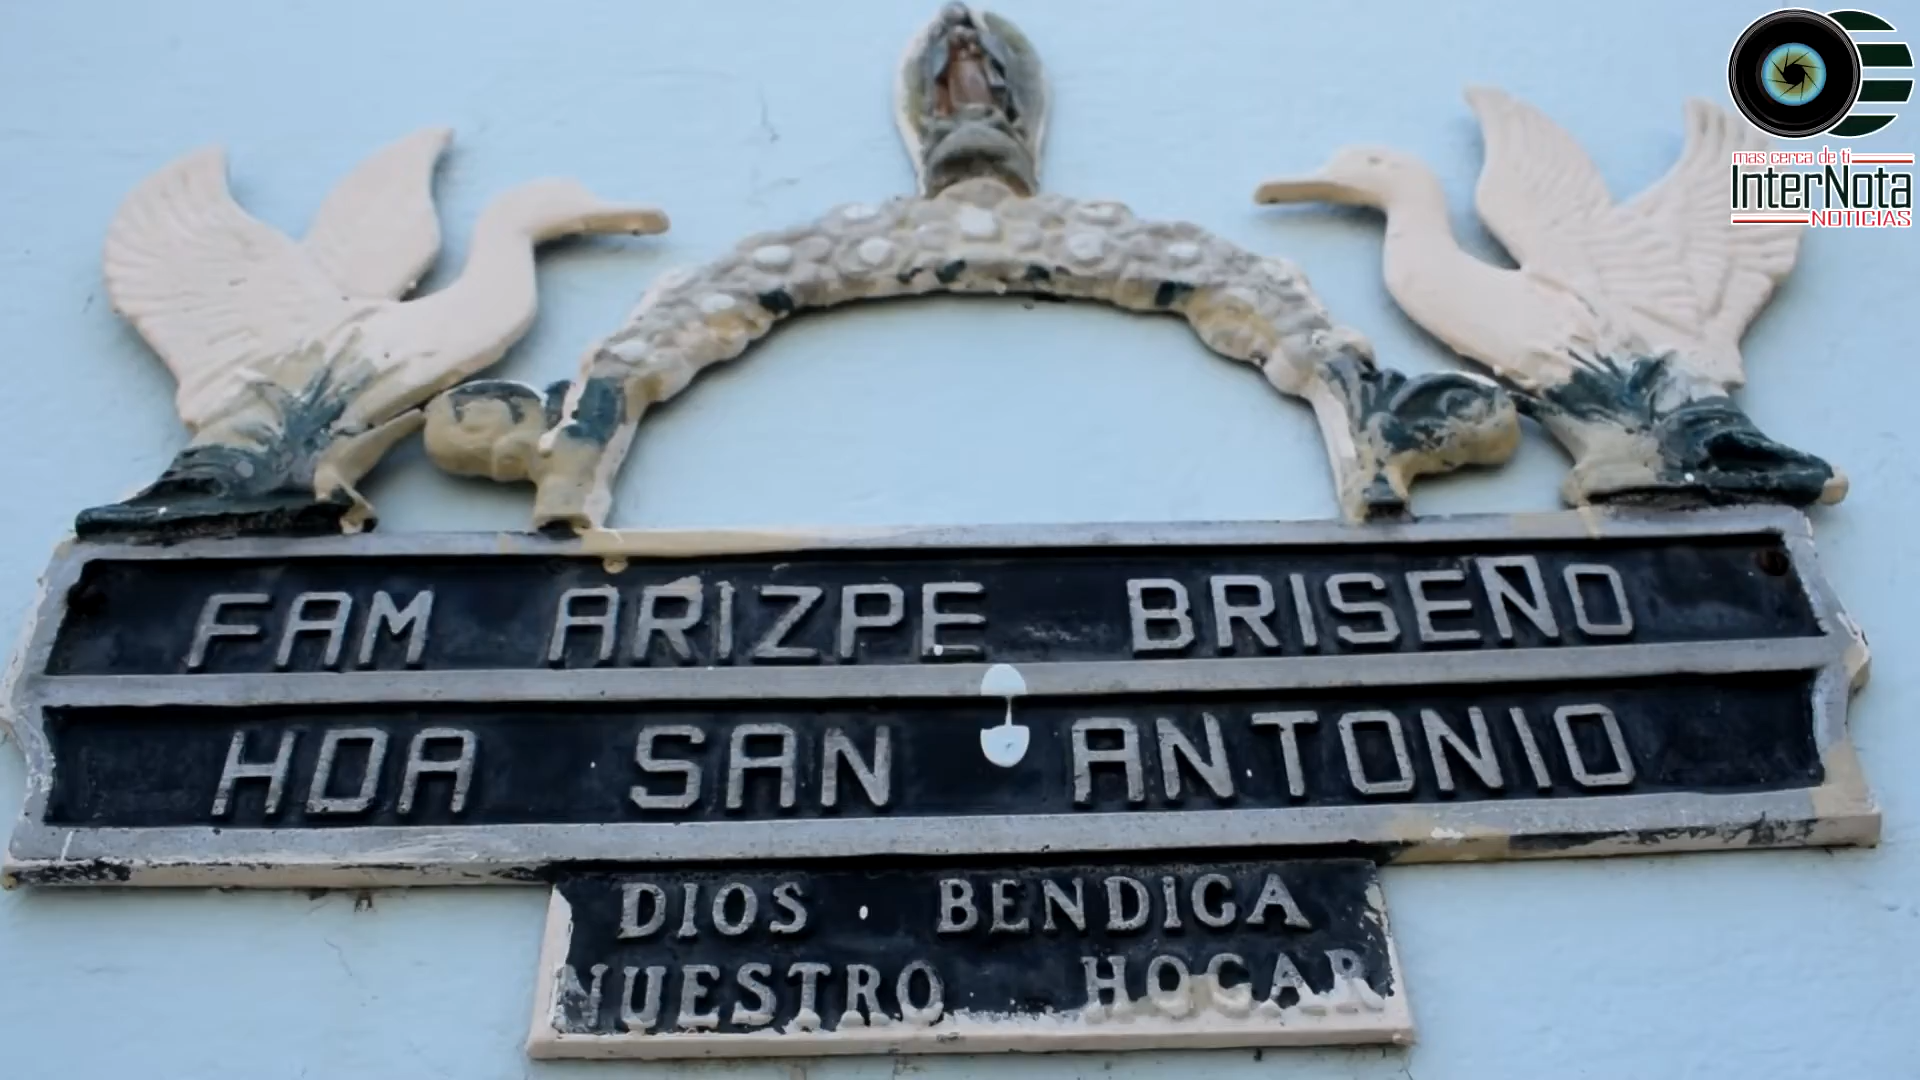 mas cerca de ti
InterNota
NOTICIAS
FAM ARIZPE BRISEÑO
HDA SAN ANTONIO
DIOS · BENDIGA
NUESTRO HOGAR